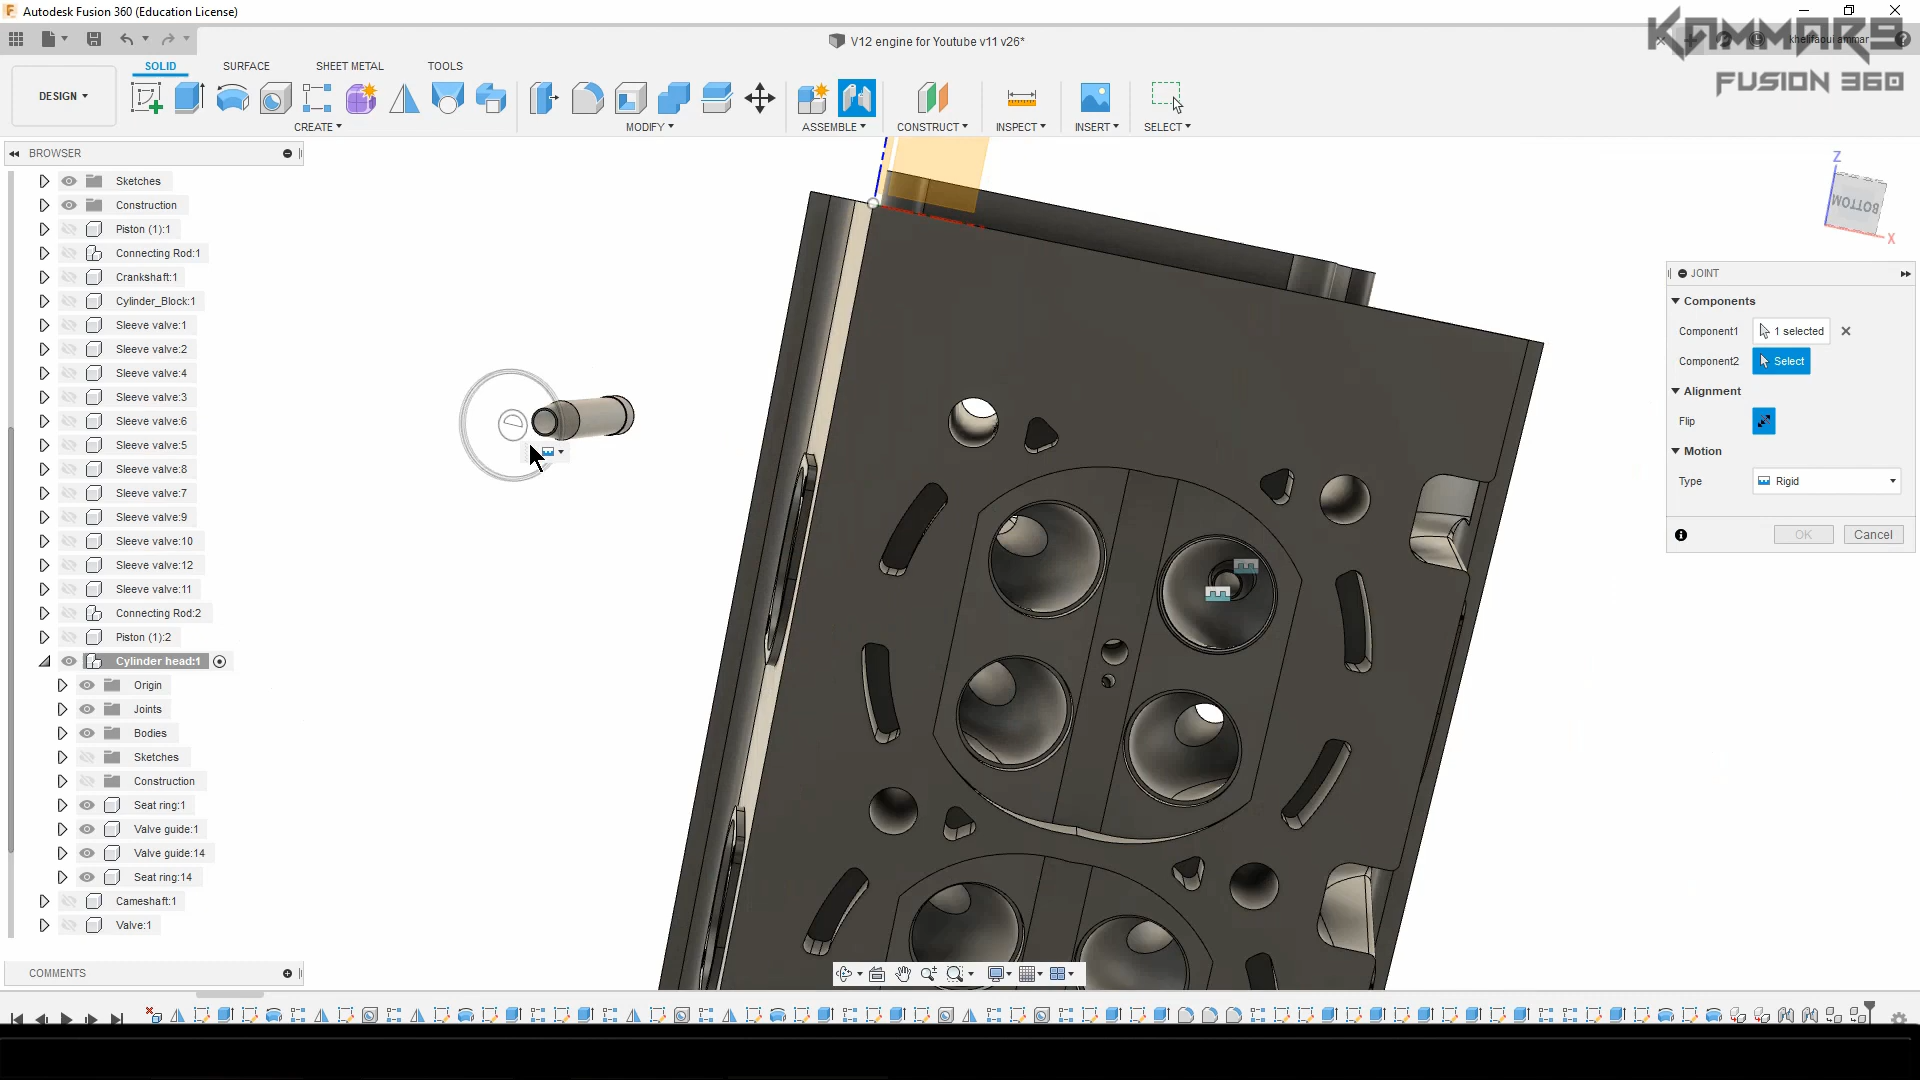 Autodesk Fusion 360 (Education License)
V12 engine for Youtube v11 v26*
khelifaoui ammar
KAMMAR9
FUSION 360
DESIGN
SOLID
SURFACE
SHEET METAL
TOOLS
CREATE
MODIFY
ASSEMBLE
CONSTRUCT
INSPECT
INSERT
SELECT
BROWSER
Sketches
Construction
Piston (1):1
Connecting Rod:1
Crankshaft:1
Cylinder_Block:1
Sleeve valve:1
Sleeve valve:2
Sleeve valve:4
Sleeve valve:3
Sleeve valve:6
Sleeve valve:5
Sleeve valve:8
Sleeve valve:7
Sleeve valve:9
Sleeve valve:10
Sleeve valve:12
Sleeve valve:11
Connecting Rod:2
Piston (1):2
Cylinder head:1
Origin
Joints
Bodies
Sketches
Construction
Seat ring:1
Valve guide:1
Valve guide:14
Seat ring:14
Cameshaft:1
Valve:1
COMMENTS
Z
BOTTOM
X
JOINT
Components
Component1
1 selected
Component2
Select
Alignment
Flip
Motion
Type
Rigid
OK
Cancel